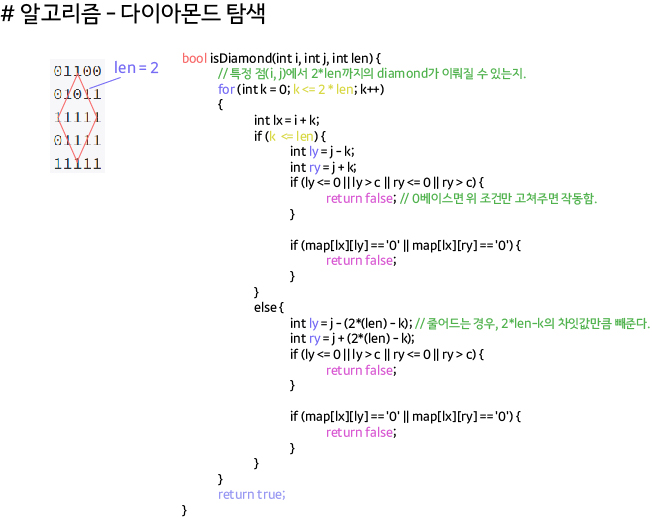 # 알고리즘 - 다이아몬드 탐색
01100
len = 2
01011
11111
01111
11111
bool isDiamond(int i, int j, int len) {
// 특정 점(i, j)에서 2*len까지의 diamond가 이뤄질 수 있는지.
for (int k = 0; k <= 2 * len; k++)
{
int lx = i + k;
if (k <= len) {
int ly = j - k;
int ry = j + k;
if (ly <= 0 || ly > c || ry <= 0 || ry > c) {
return false; // 0베이스면 위 조건만 고쳐주면 작동함.
}
if (map[lx][ly] == '0' || map[lx][ry] == '0') {
return false;
}
}
else {
int ly = j - (2*(len) - k); // 줄어드는 경우, 2*len-k의 차잇값만큼 빼준다.
int ry = j + (2*(len) - k);
if (ly <= 0 || ly > c || ry <= 0 || ry > c) {
return false;
}
if (map[lx][ly] == '0' || map[lx][ry] == '0') {
return false;
}
}
}
return true;
}